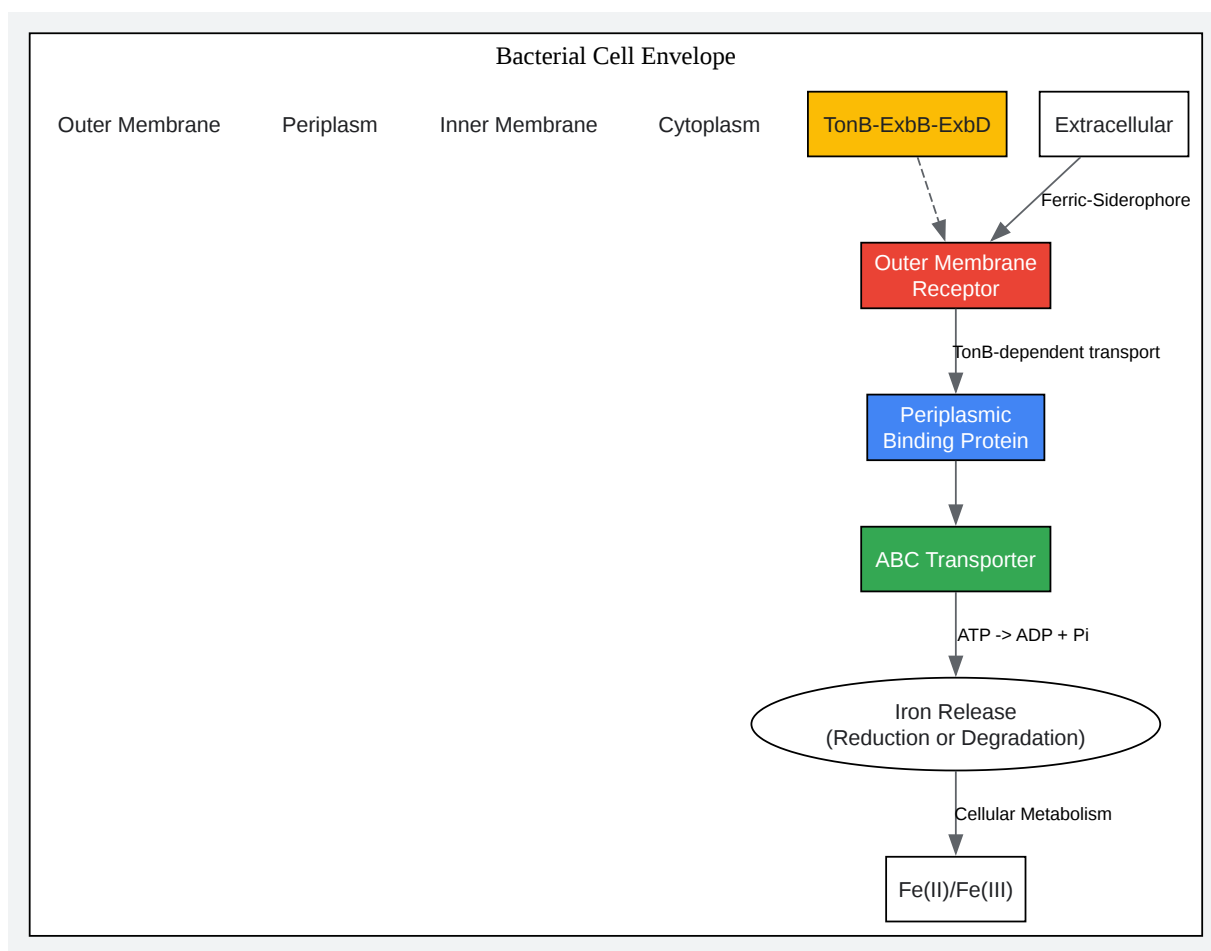 Bacterial Cell Envelope
Outer Membrane
Periplasm
Inner Membrane
Cytoplasm
TonB-ExbB-ExbD
Extracellular
Ferric-Siderophore
Outer Membrane
Receptor
TonB-dependent transport
Periplasmic
Binding Protein
ABC Transporter
ATP -> ADP + Pi
Iron Release
(Reduction or Degradation)
Cellular Metabolism
Fe(II)/Fe(III)